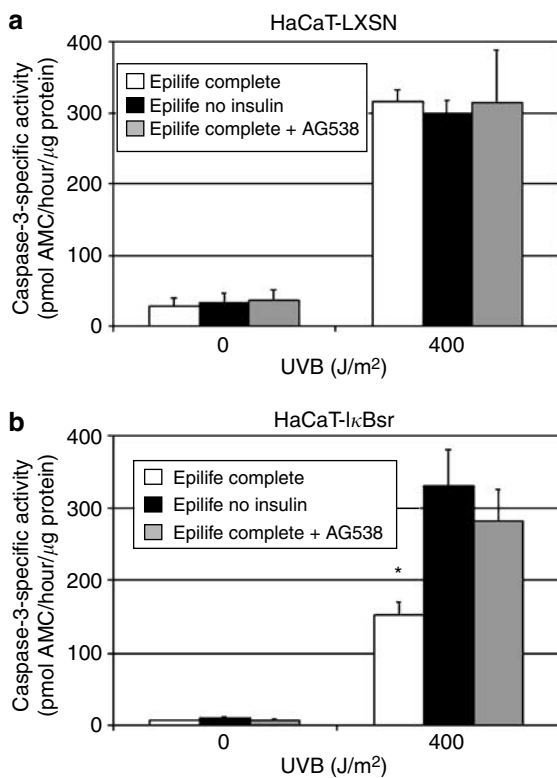 a
HaCaT-LXSN
Caspase-3-specific activity
(pmol AMC/hour/μg protein)
400
300
200
100
0
Epilife complete
Epilife no insulin
Epilife complete + AG538
0
400
UVB (J/m²)
b
HaCaT-IκBsr
Caspase-3-specific activity
(pmol AMC/hour/μg protein)
400
300
200
100
0
Epilife complete
Epilife no insulin
Epilife complete + AG538
*
0
400
UVB (J/m²)